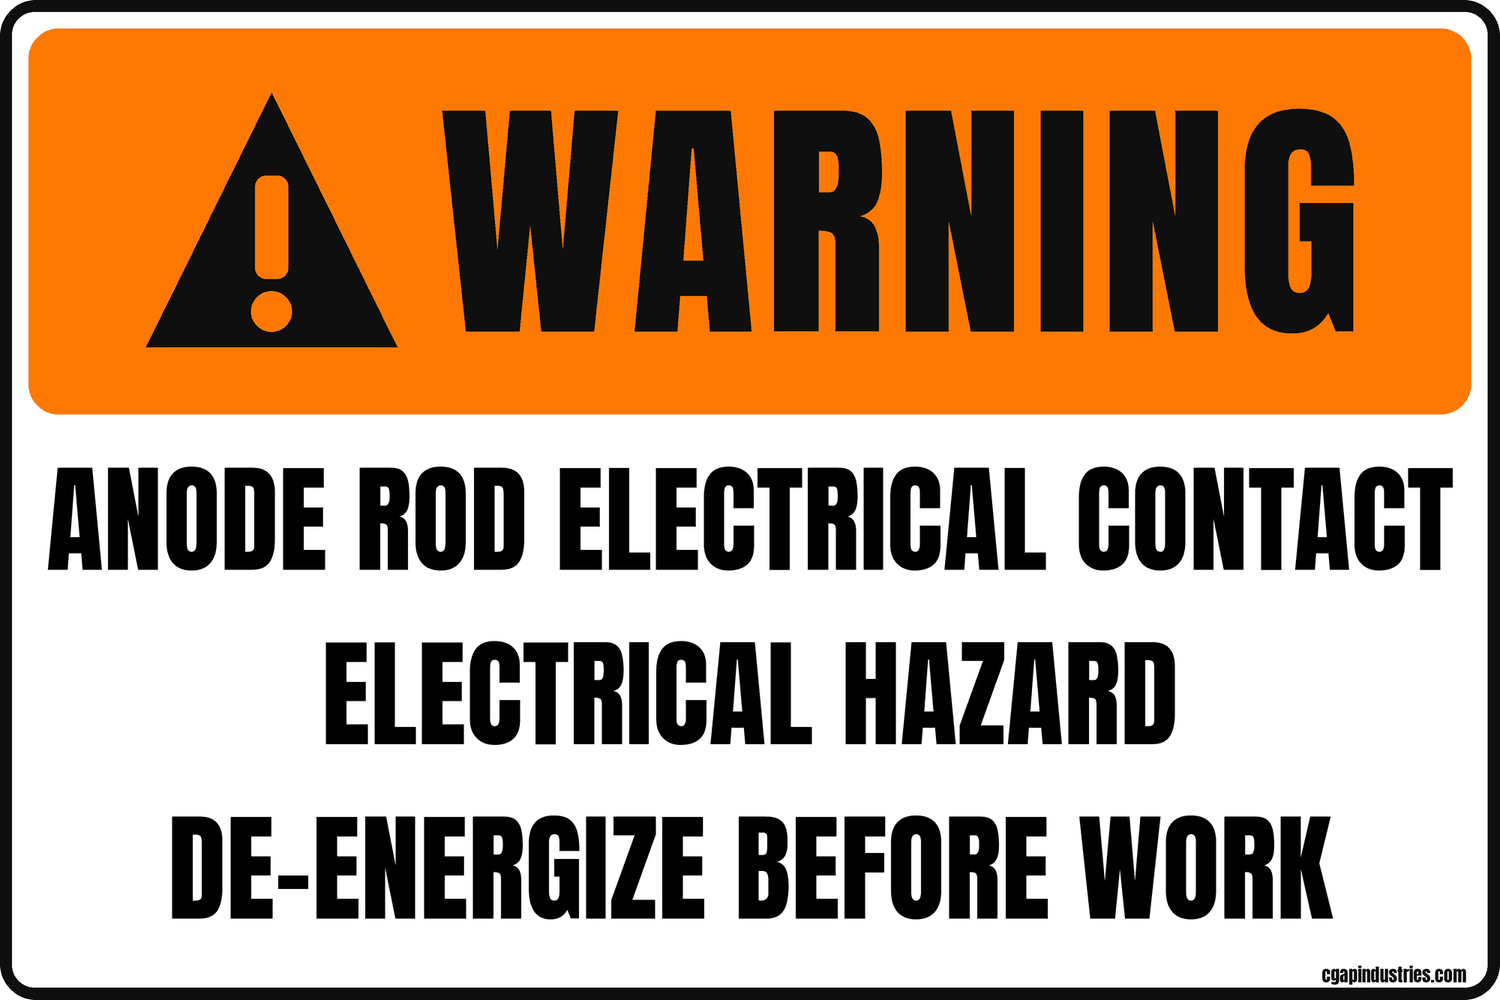 WARNING
ANODE ROD ELECTRICAL CONTACT
ELECTRICAL HAZARD
DE-ENERGIZE BEFORE WORK
cgapindustries.com